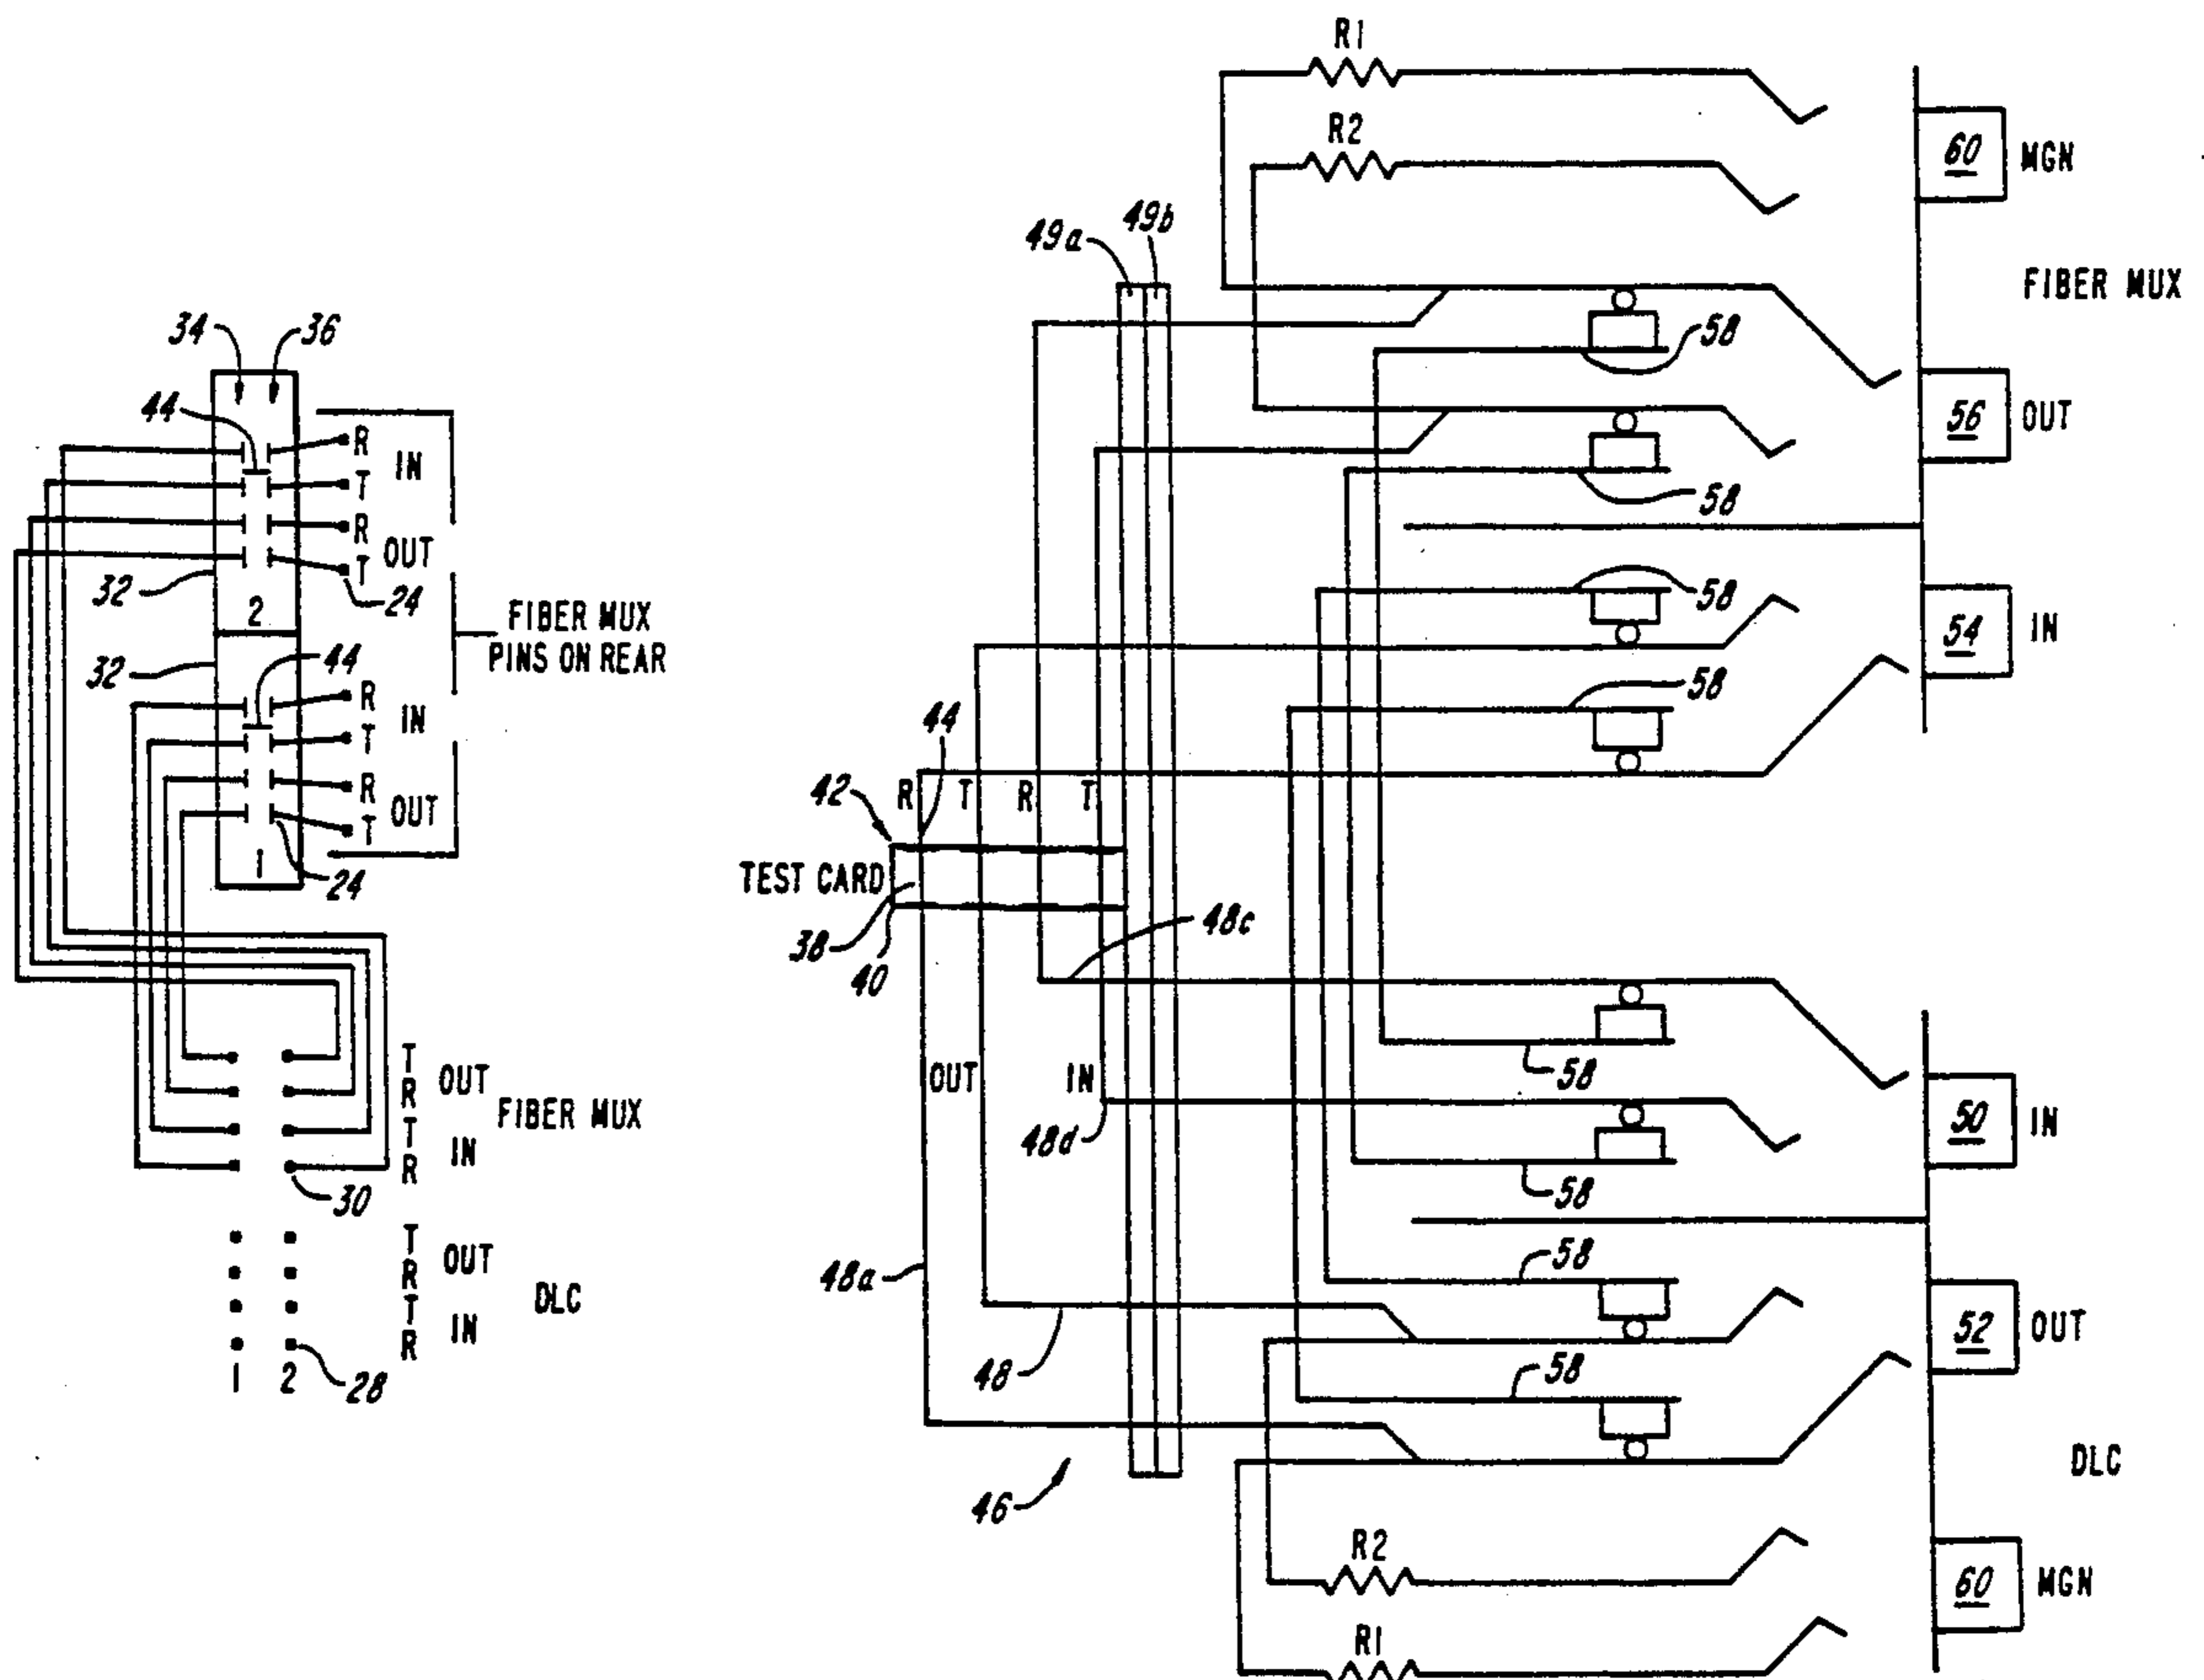 R1
R2
60 MGN
49a 49b
FIBER MUX
34 36
58
44
R
T
IN
R
T
OUT
56 OUT
58
32
24
2
58
FIBER MUX
PINS ON REAR
54 IN
32
44
58
R
T
IN
R
T
OUT
42
R T R T
44
TEST CARD
1
24
38
40
48c
T
R
OUT
T
R
IN
FIBER MUX
30
OUT IN
58
50 IN
48d
58
T
R
OUT
T
R
IN
DLC
1 2
28
48a
58
52 OUT
48
58
DLC
46
R2
60 MGN
R1